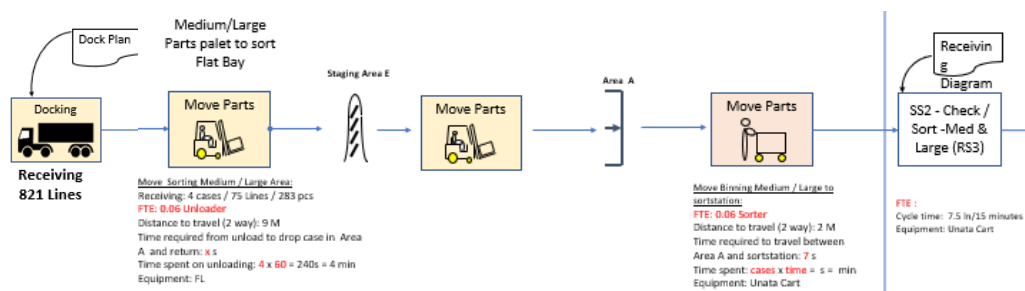 Dock Plan
Docking
Receiving
821 Lines
Medium/Large
Parts palet to sort
Flat Bay
Move Parts
Move Sorting Medium / Large Area:
Receiving: 4 cases / 75 Lines / 283 pcs
FTE: 0.06 Unloader
Distance to travel (2 way): 9 M
Time required from unload to drop case in Area
A and return: x s
Time spent on unloading: 4 x 60 = 240s = 4 min
Equipment: FL
Staging Area E
Move Parts
Area A
Move Parts
Move Binning Medium / Large to
sortstation:
FTE: 0.06 Sorter
Distance to travel (2 way): 2 M
Time required to travel between
Area A and sortstation: 7 s
Time spent: cases x time = s = min
Equipment: Unata Cart
Receivin
g
Diagram
SS2 - Check /
Sort -Med &
Large (RS3)
FTE :
Cycle time: 7.5 ln/15 minutes
Equipment: Unata Cart